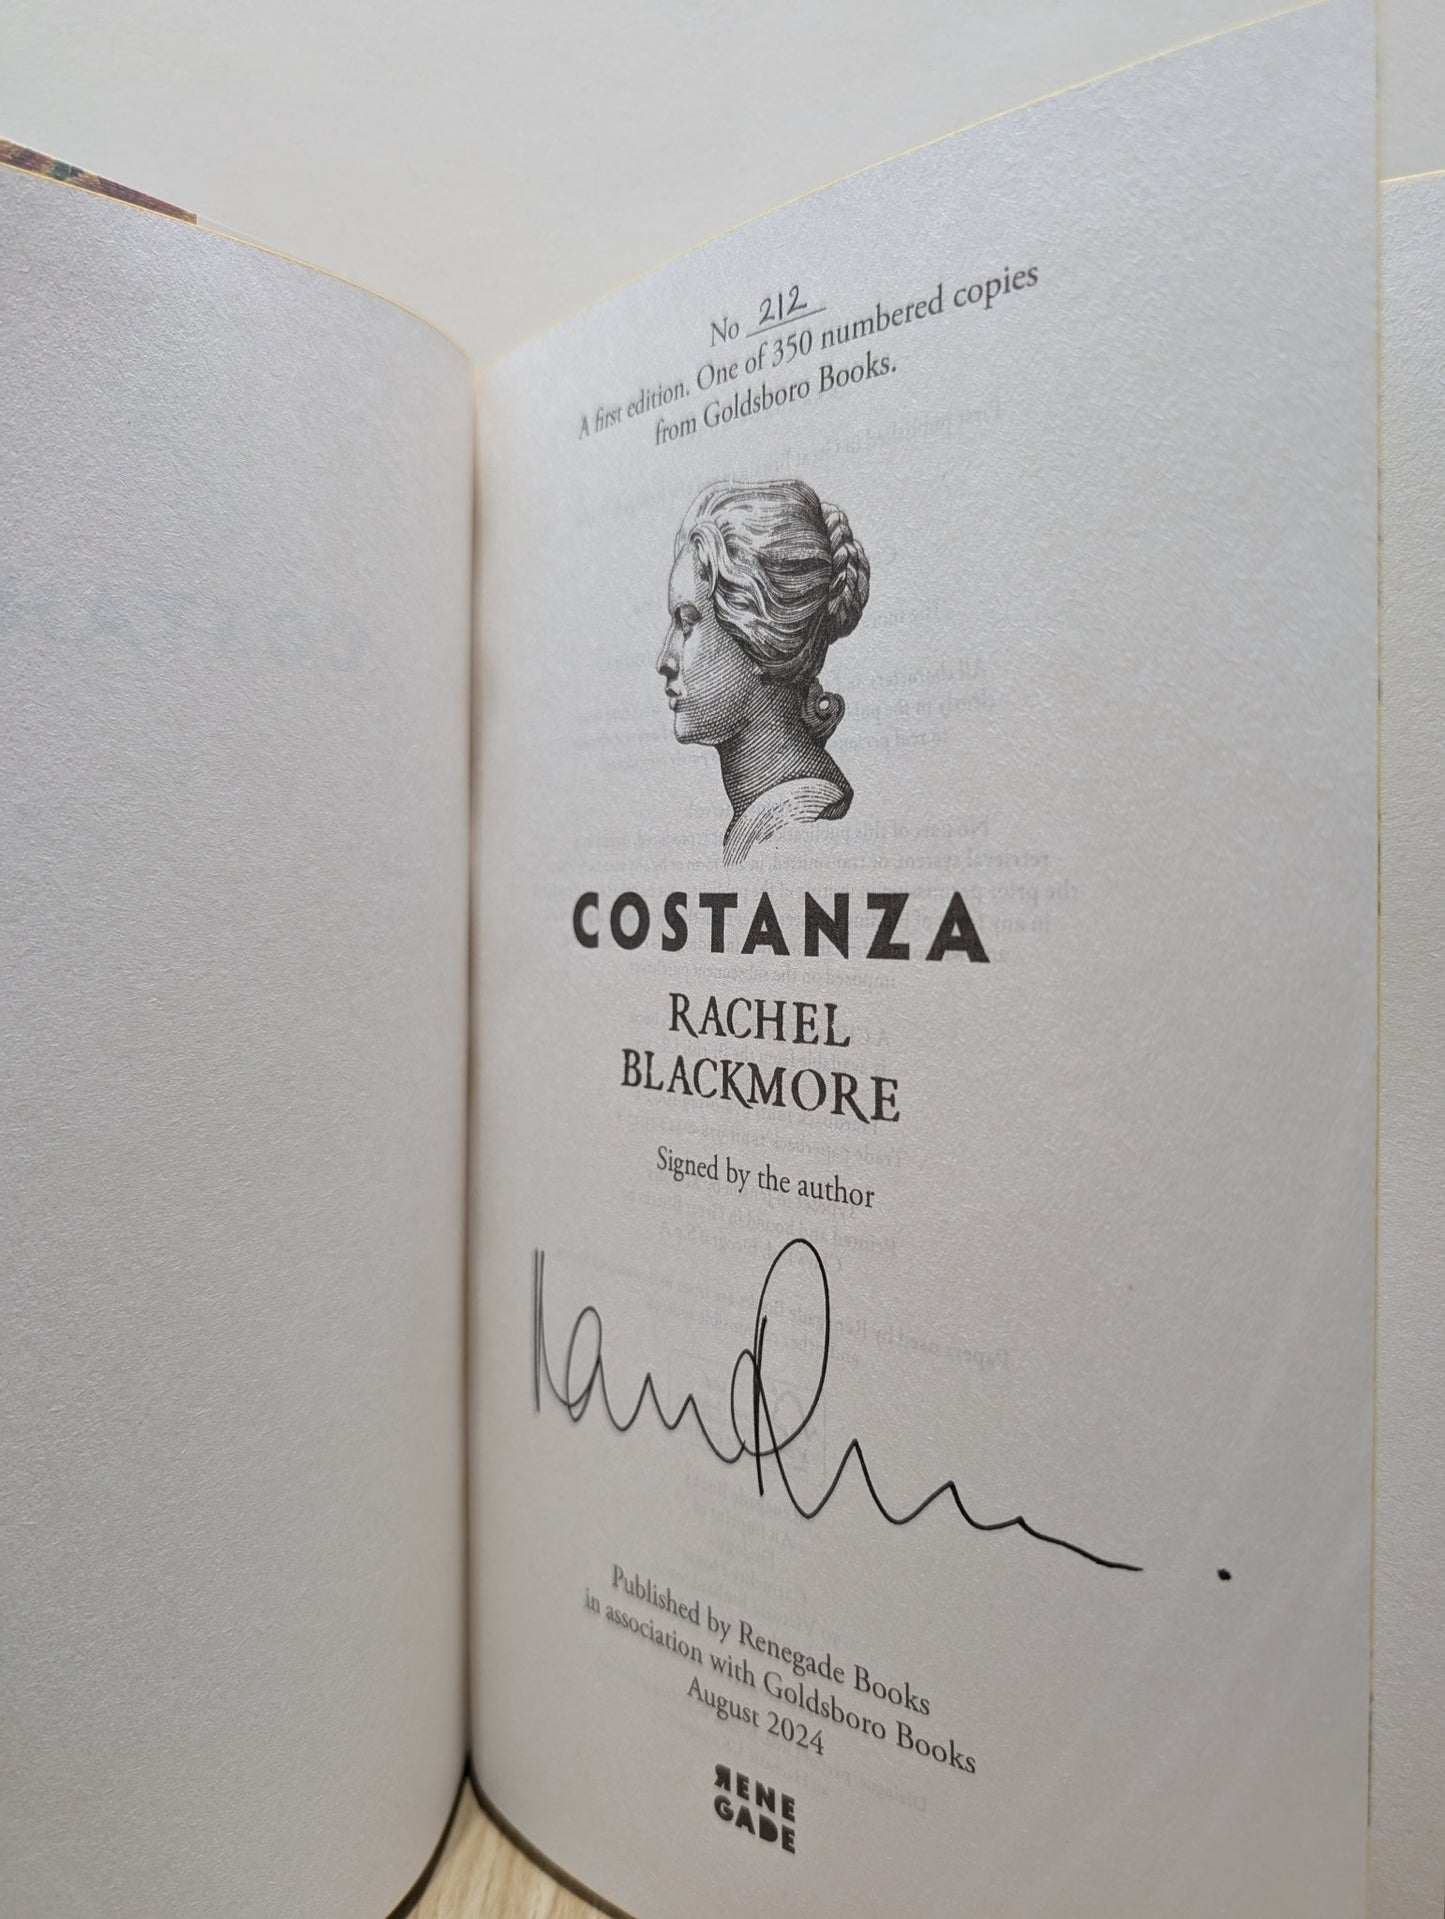 No 212
A first edition. One of 350 numbered copies
from Goldsboro Books.
COSTANZA
RACHEL
BLACKMORE
Signed by the author
Published by Renegade Books
in association with Goldsboro Books
August 2024
RENE
GADE